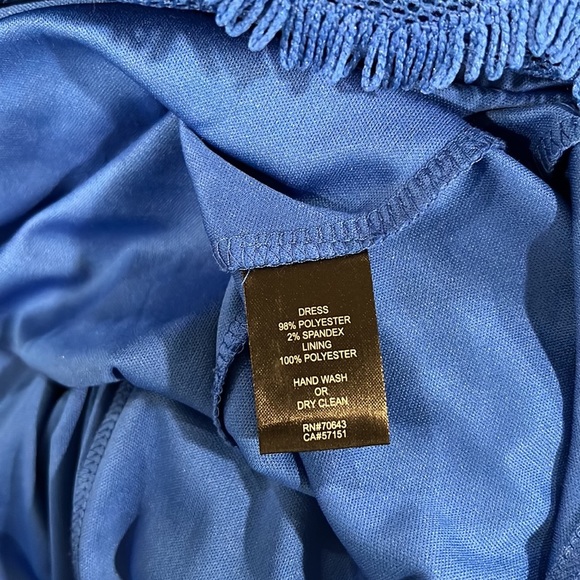 DRESS
98% POLYESTER
2% SPANDEX
LINING
100% POLYESTER
HAND WASH
OR
DRY CLEAN
RN#70643
CA#57151